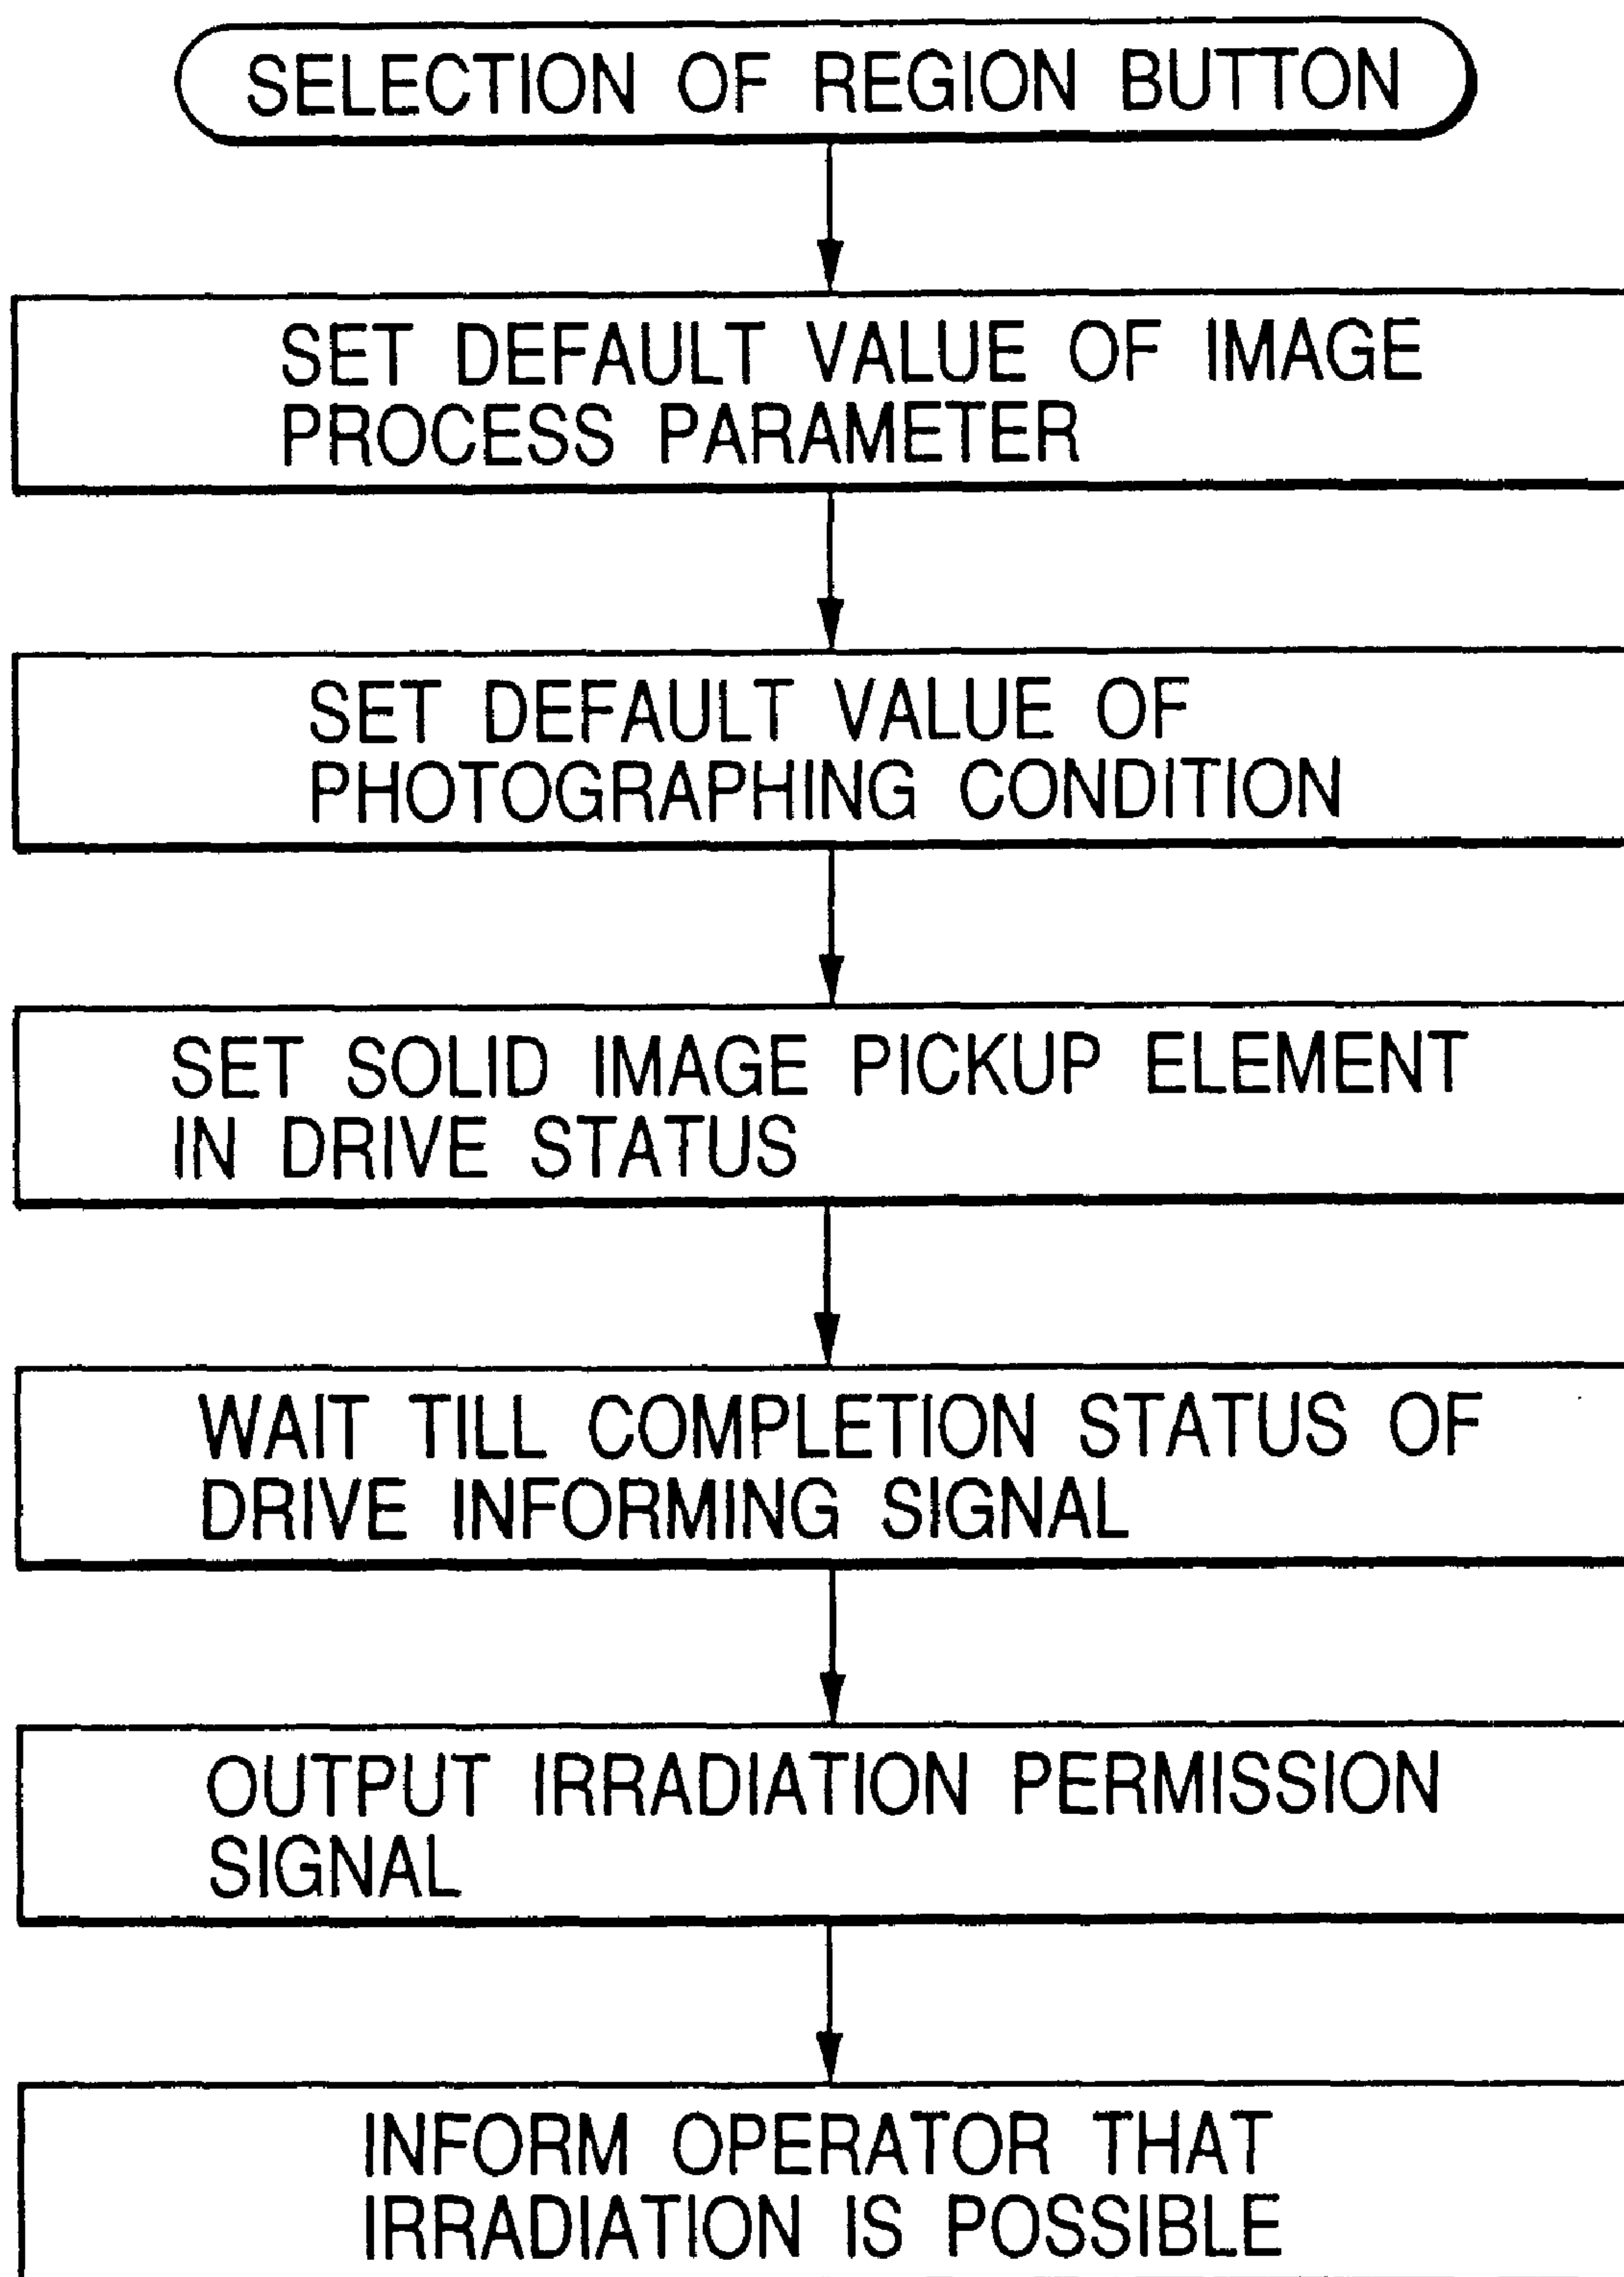 SELECTION OF REGION BUTTON
SET DEFAULT VALUE OF IMAGE
PROCESS PARAMETER
SET DEFAULT VALUE OF
PHOTOGRAPHING CONDITION
SET SOLID IMAGE PICKUP ELEMENT
IN DRIVE STATUS
WAIT TILL COMPLETION STATUS OF
DRIVE INFORMING SIGNAL
OUTPUT IRRADIATION PERMISSION
SIGNAL
INFORM OPERATOR THAT
IRRADIATION IS POSSIBLE